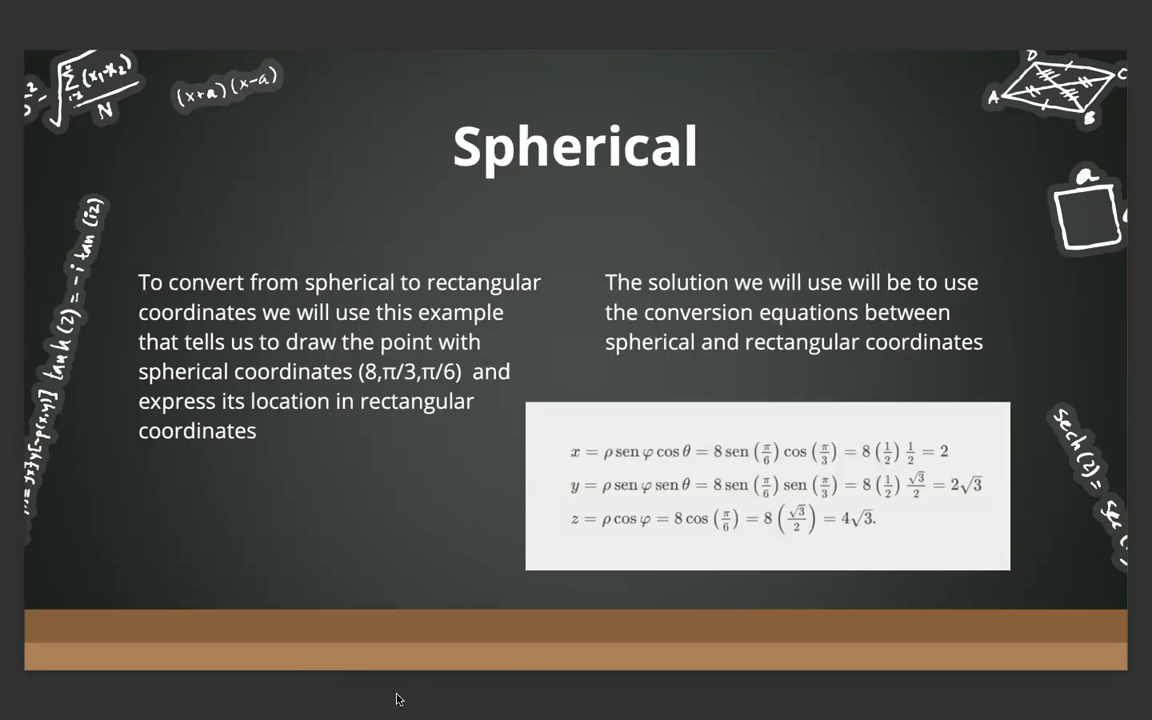 (x+a)(x-a)
Spherical
To convert from spherical to rectangular
coordinates we will use this example
that tells us to draw the point with
spherical coordinates (8,π/3,π/6)  and
express its location in rectangular
coordinates
The solution we will use will be to use
the conversion equations between
spherical and rectangular coordinates
x = ρ sen φ cos θ = 8 sen (π/6) cos (π/3) = 8 (1/2) 1/2 = 2
y = ρ sen φ sen θ = 8 sen (π/6) sen (π/3) = 8 (1/2) √3/2 = 2√3
z = ρ cos φ = 8 cos (π/6) = 8 (√3/2) = 4√3.
D
C
A
B
a
tanh(z) = -i tan (iz)
sech(z) =